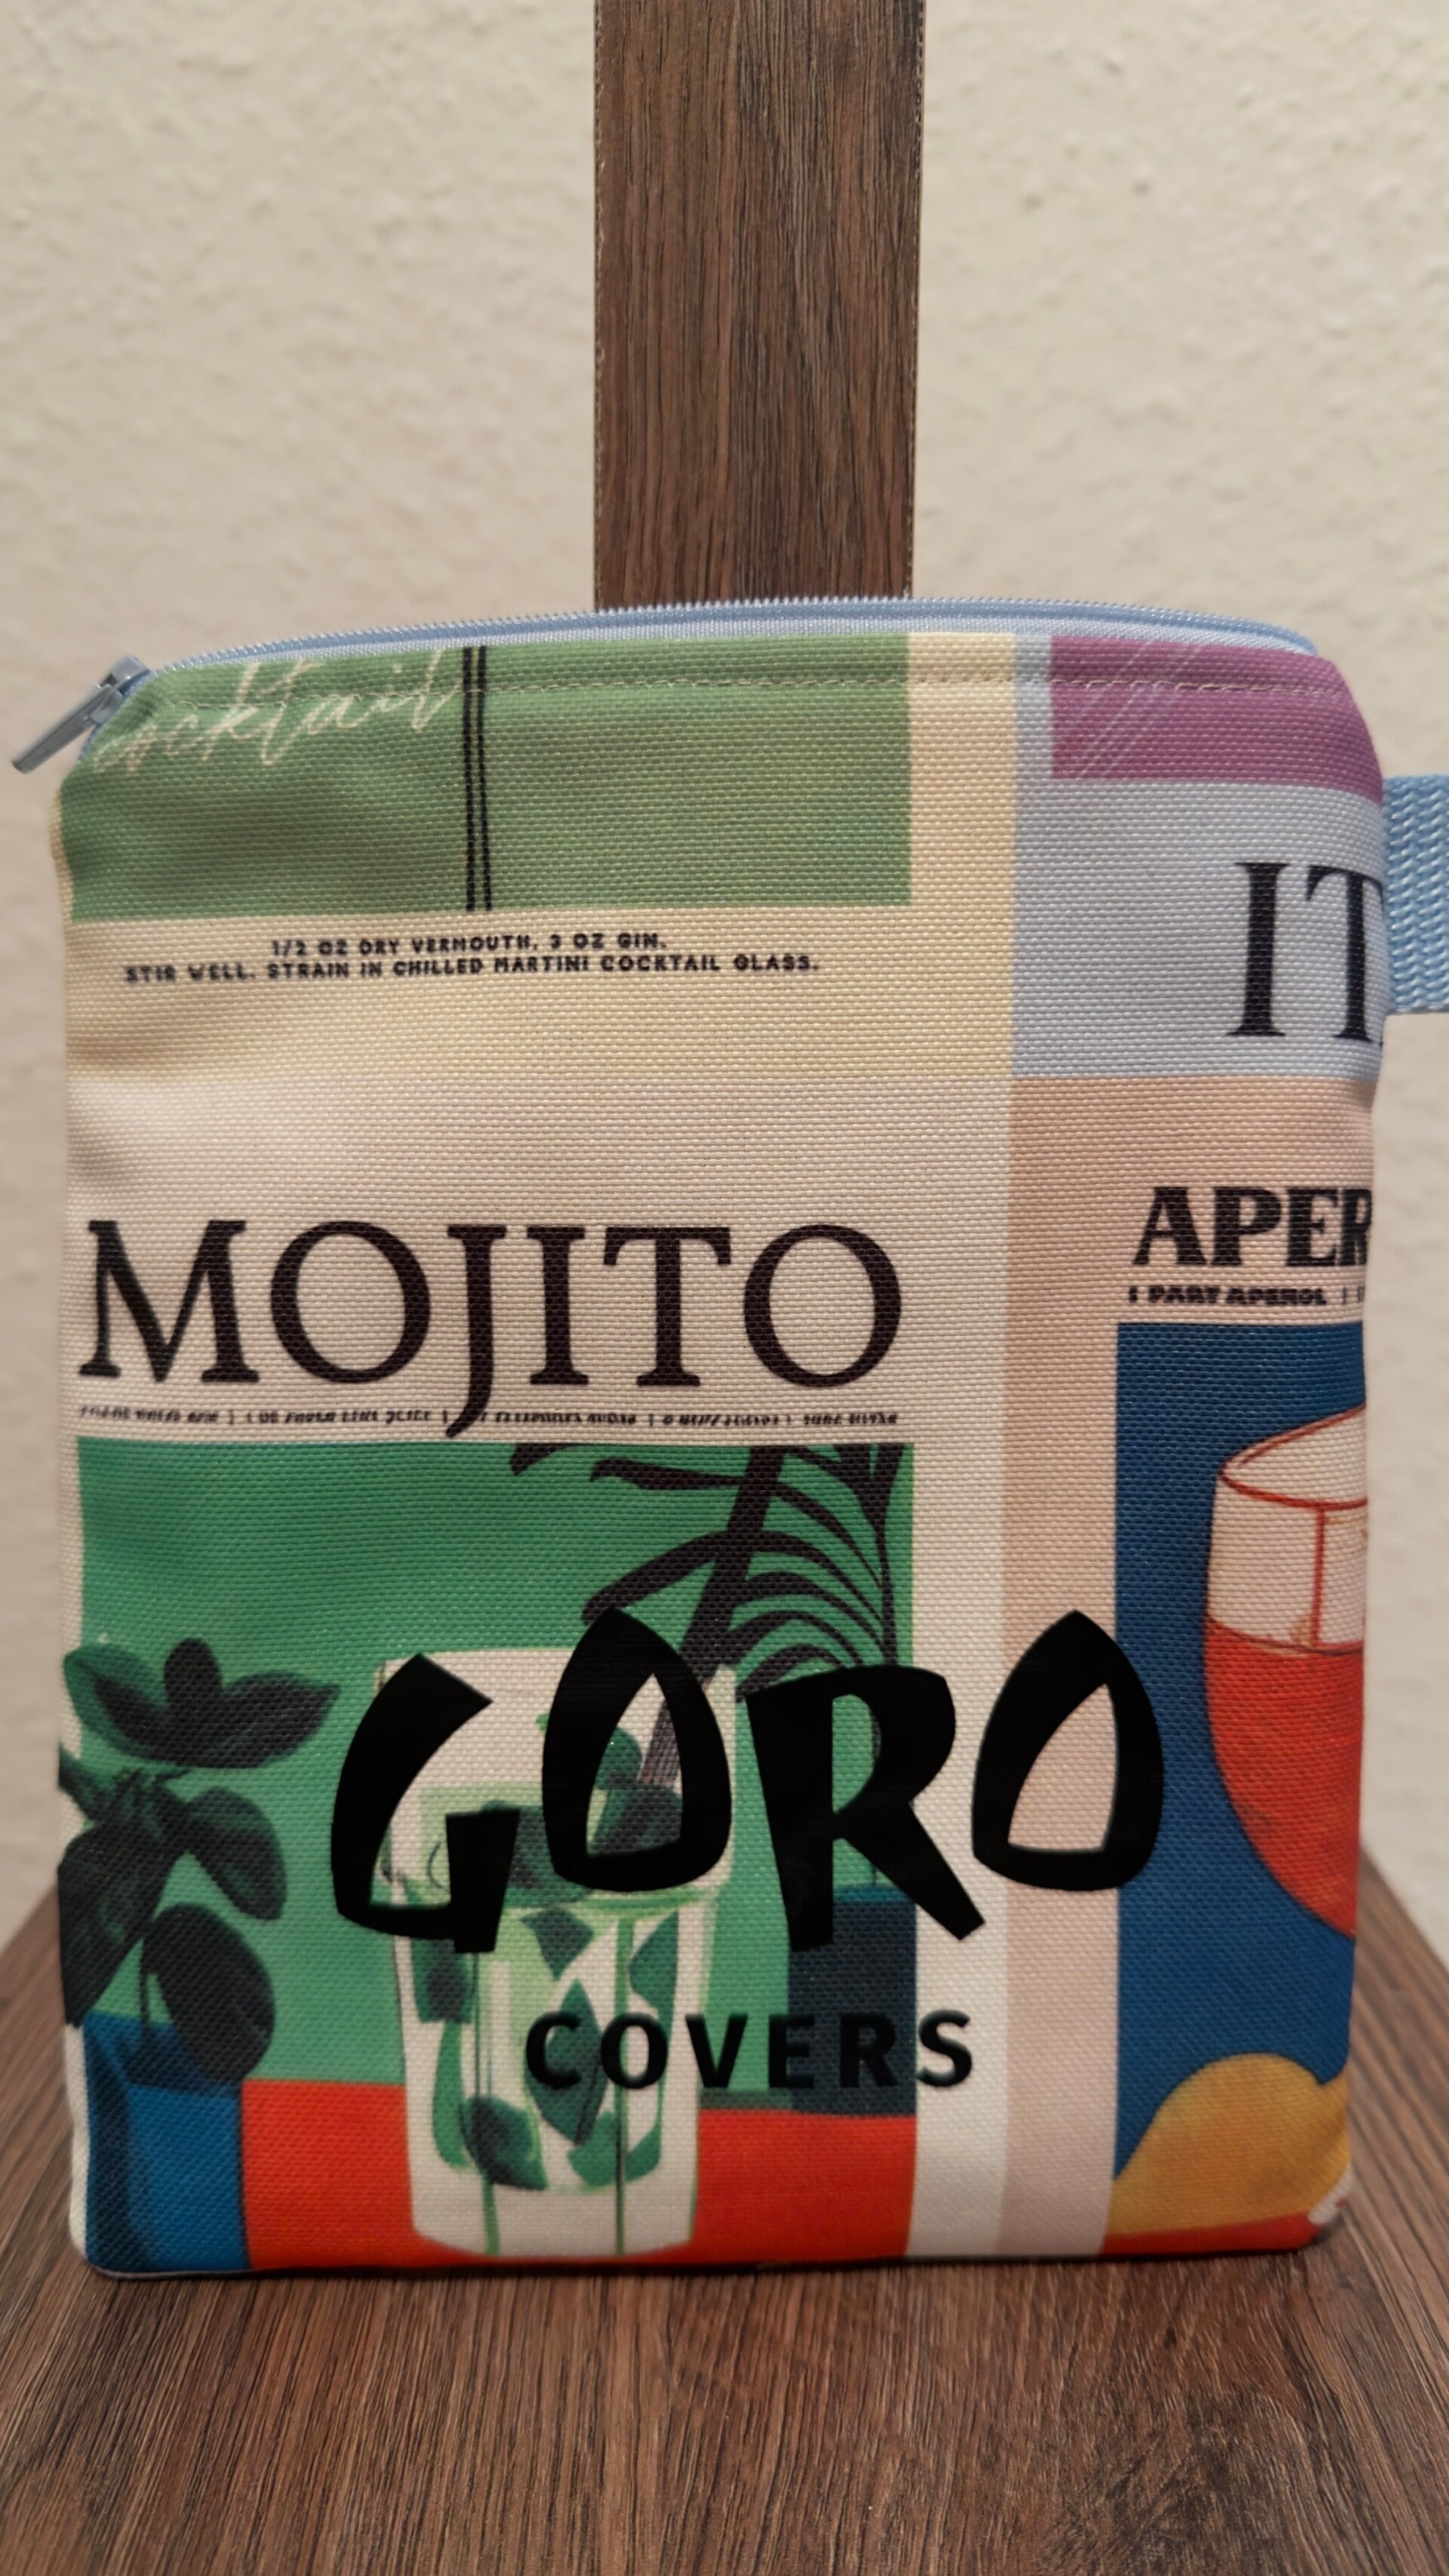 cocktail
1/2 OZ DRY VERMOUTH, 3 OZ GIN.
STIR WELL. STRAIN IN CHILLED MARTINI COCKTAIL GLASS.
IT
MOJITO
APER
1 PART APEROL |
GORO
COVERS